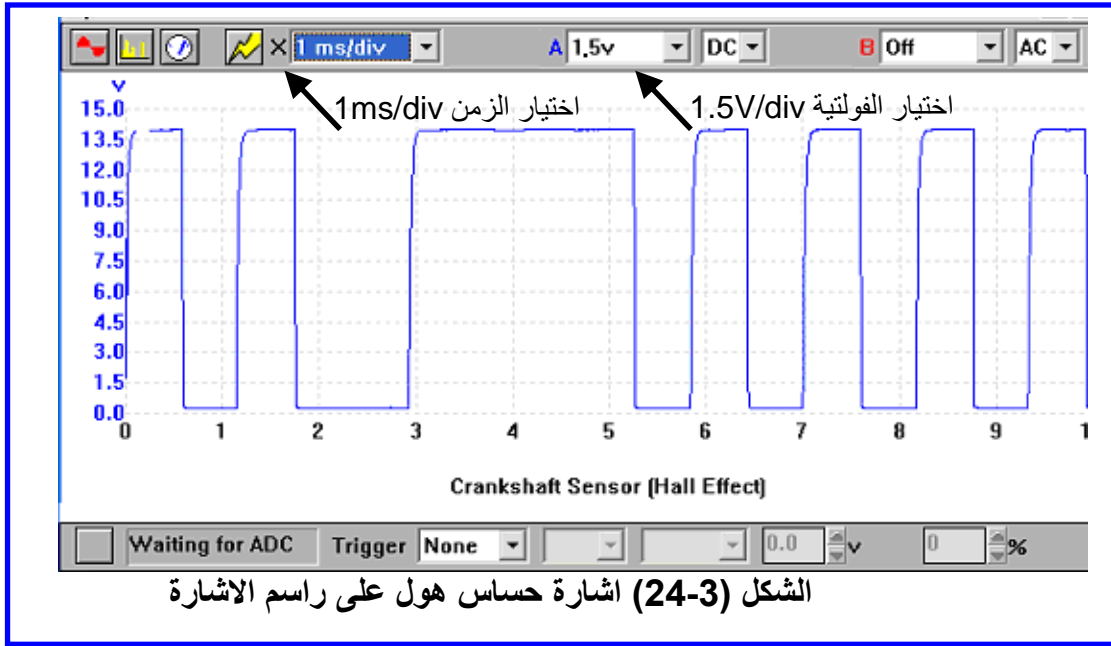 × 1 ms/div A 1.5v DC B Off AC
v
اختيار الزمن 1ms/div اختيار الفولتية 1.5V/div
15.0
13.5
12.0
10.5
9.0
7.5
6.0
4.5
3.0
1.5
0.0
0 1 2 3 4 5 6 7 8 9 1
Crankshaft Sensor (Hall Effect)
Waiting for ADC Trigger None 0.0 v 0 %
الشكل (3-24) اشارة حساس هول على راسم الاشارة